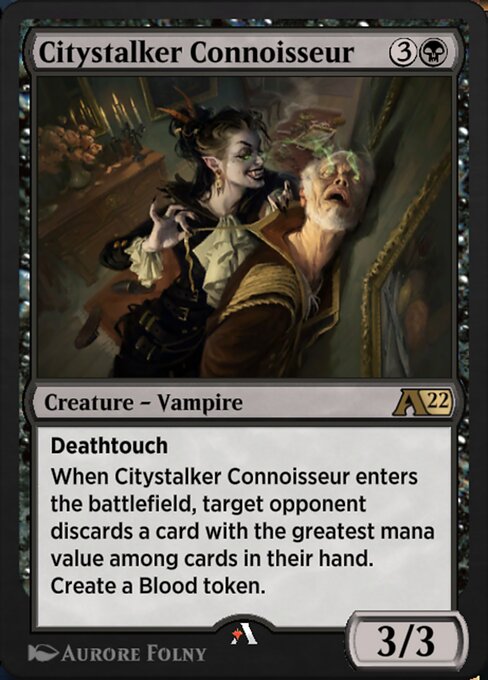 Citystalker Connoisseur 3
Creature – Vampire A22
Deathtouch
When Citystalker Connoisseur enters
the battlefield, target opponent
discards a card with the greatest mana
value among cards in their hand.
Create a Blood token.
3/3
Aurore Folny